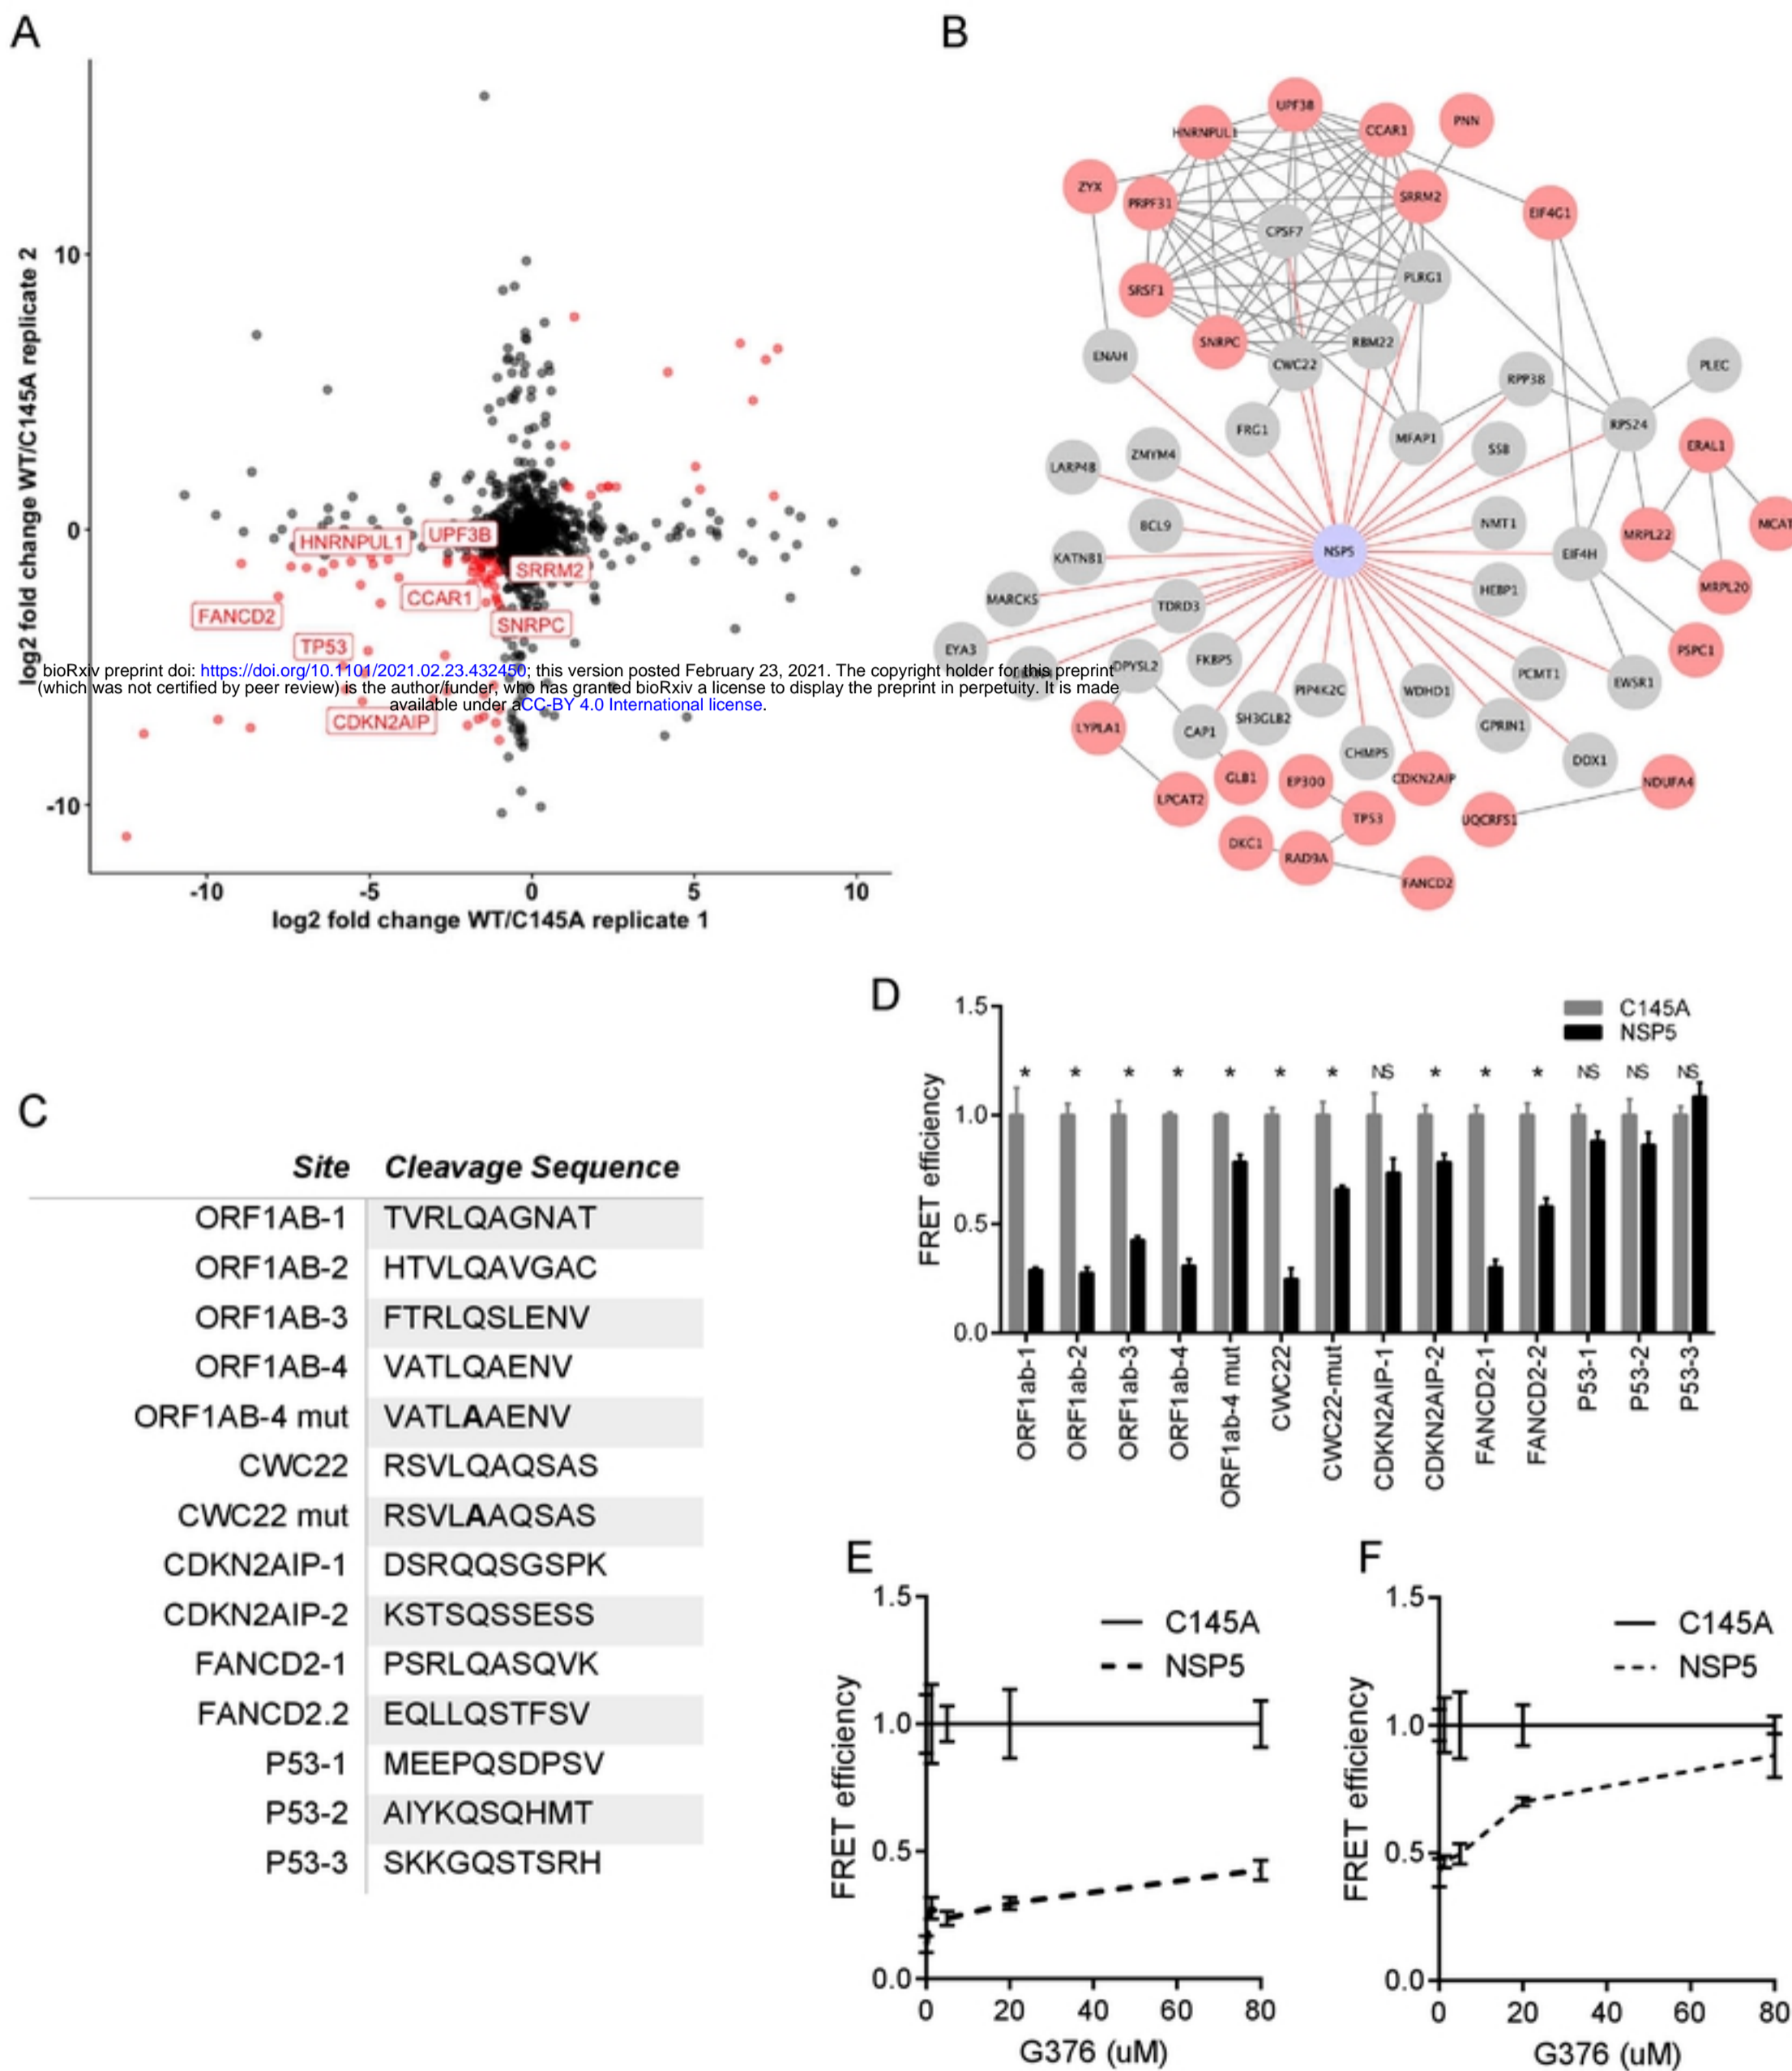 A
B
log2 fold change WT/C145A replicate 2
10
0
-10
-10
-5
0
5
10
log2 fold change WT/C145A replicate 1
HNRNPUL1
UPF3B
SRRM2
CCAR1
FANCD2
SNRPC
TP53
CDKN2AIP
bioRxiv preprint doi: https://doi.org/10.1101/2021.02.23.432450; this version posted February 23, 2021. The copyright holder for this preprint
(which was not certified by peer review) is the author/funder, who has granted bioRxiv a license to display the preprint in perpetuity. It is made
available under aCC-BY 4.0 International license.
UPF3B
HNRNPUL1
CCAR1
PNN
ZYX
PRPF31
SRRM2
EIF4G1
CPSF7
PLRG1
SRSF1
SNRPC
RBM22
ENAH
CWC22
RPP38
PLEC
FRG1
MFAP1
RPS24
SSB
ERAL1
LARP4B
ZMYM4
BCL9
NMT1
MCAT
MRPL22
KATNB1
NSP5
EIF4H
MARCKS
TDRD3
HEBP1
MRPL20
EYA3
DPYSL2
FKBP5
PSPC1
PIP4K2C
WDHD1
PCMT1
EWSR1
LYPLA1
CAP1
SH3GLB2
GPRIN1
CHMP5
DDX1
GLB1
EP300
CDKN2AIP
NDUFA4
LPCAT2
TP53
UQCRFS1
DKC1
RAD9A
FANCD2
C
Site Cleavage Sequence
ORF1AB-1 TVRLQAGNAT
ORF1AB-2 HTVLQAVGAC
ORF1AB-3 FTRLQSLENV
ORF1AB-4 VATLQAENV
ORF1AB-4 mut VATLAAENV
CWC22 RSVLQAQSAS
CWC22 mut RSVLAAQSAS
CDKN2AIP-1 DSRQQSGSPK
CDKN2AIP-2 KSTSQSSESS
FANCD2-1 PSRLQASQVK
FANCD2.2 EQLLQSTFSV
P53-1 MEEPQSDPSV
P53-2 AIYKQSQHMT
P53-3 SKKGQSTSRH
D
FRET efficiency
1.5
1.0
0.5
0.0
C145A
NSP5
* * * * * * * NS * * * NS NS NS
ORF1ab-1
ORF1ab-2
ORF1ab-3
ORF1ab-4
ORF1ab-4 mut
CWC22
CWC22-mut
CDKN2AIP-1
CDKN2AIP-2
FANCD2-1
FANCD2-2
P53-1
P53-2
P53-3
E
FRET efficiency
1.5
1.0
0.5
0.0
C145A
NSP5
0 20 40 60 80
G376 (uM)
F
FRET efficiency
1.5
1.0
0.5
0.0
C145A
NSP5
0 20 40 60 80
G376 (uM)